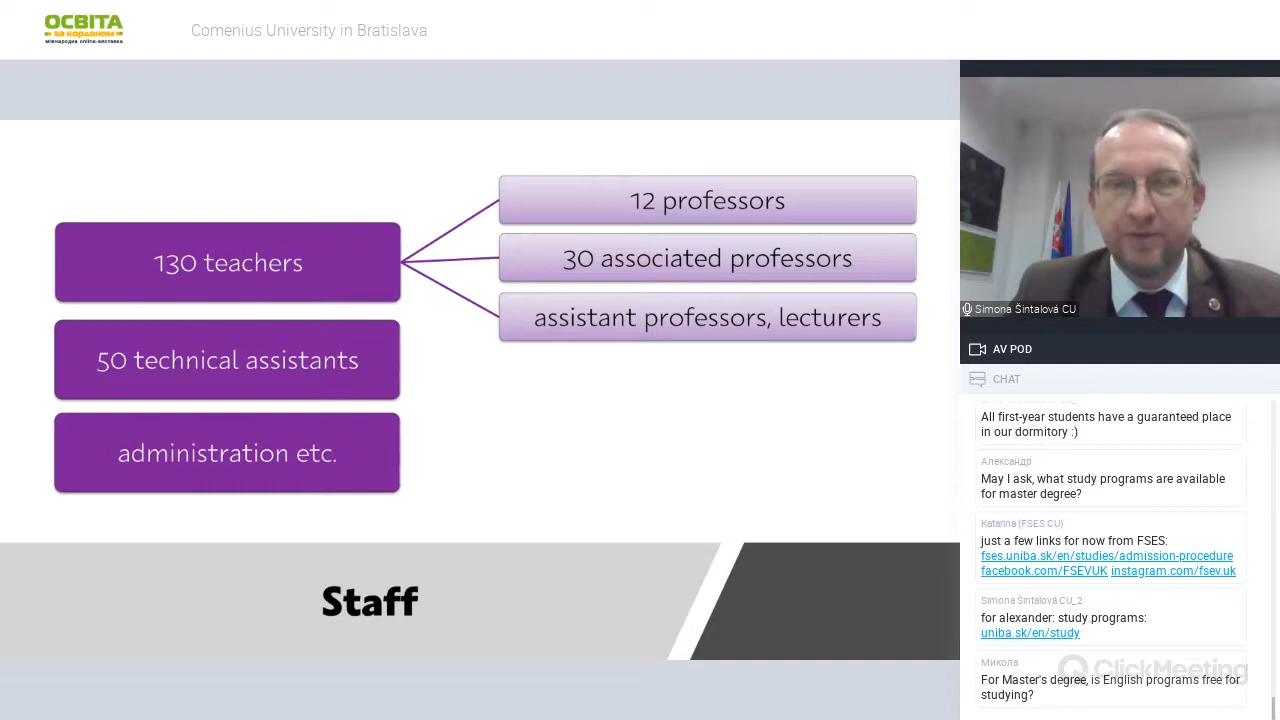 ОСВІТА
за кордоном
міжнародна online-виставка
Comenius University in Bratislava
130 teachers
50 technical assistants
administration etc.
12 professors
30 associated professors
assistant professors, lecturers
Staff
Simona Šintalová CU
AV POD
CHAT
All first-year students have a guaranteed place
in our dormitory :)
Александр
May I ask, what study programs are available
for master degree?
Katarina (FSES CU)
just a few links for now from FSES:
fses.uniba.sk/en/studies/admission-procedure
facebook.com/FSEVUK instagram.com/fsev.uk
Simona Šintalová CU_2
for alexander: study programs:
uniba.sk/en/study
Микола
ClickMeeting
For Master's degree, is English programs free for
studying?